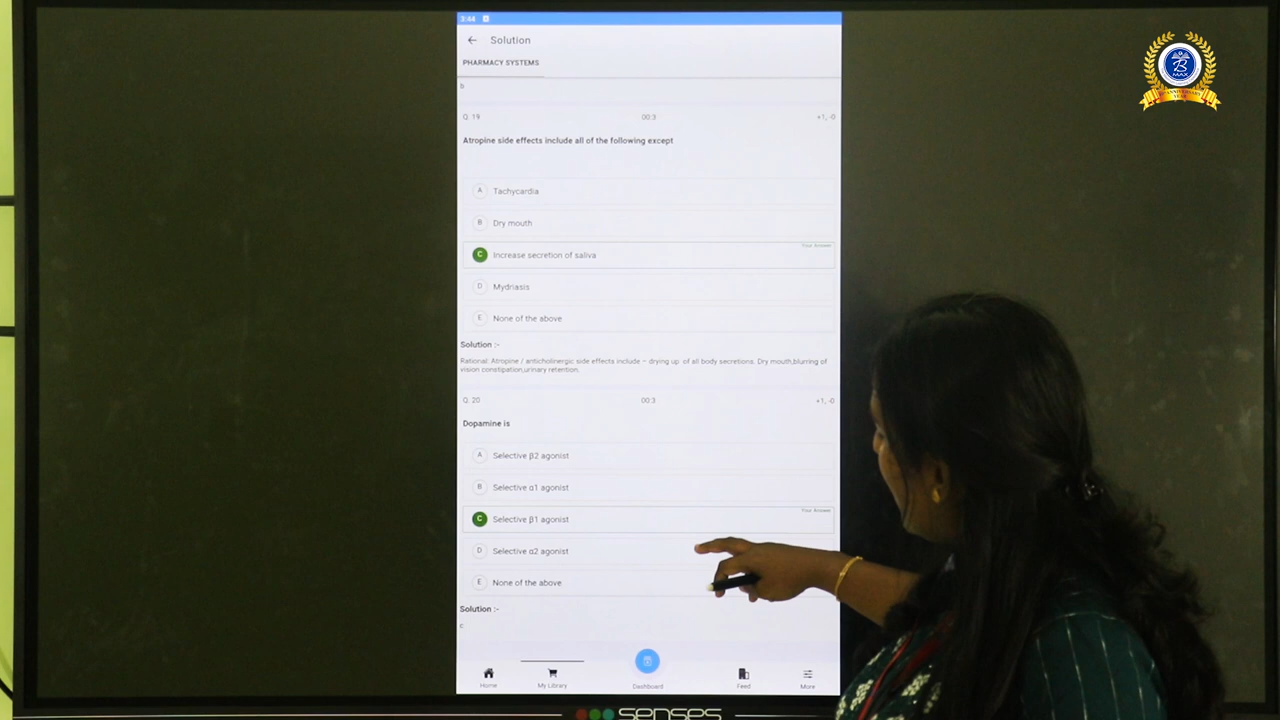 3:44
Solution
PHARMACY SYSTEMS
b
Q. 19 00:3 +1, -0
Atropine side effects include all of the following except
A Tachycardia
B Dry mouth
Your Answer
C Increase secretion of saliva
D Mydriasis
E None of the above
Solution :-
Rational: Atropine / anticholinergic side effects include – drying up of all body secretions. Dry mouth,blurring of
vision constipation,urinary retention.
Q. 20 00:3 +1, -0
Dopamine is
A Selective β2 agonist
B Selective α1 agonist
Your Answer
C Selective β1 agonist
D Selective α2 agonist
E None of the above
Solution :-
c
Home My Library Dashboard Feed More
senses
B
MAX
ANNIVERSARY
YEAR